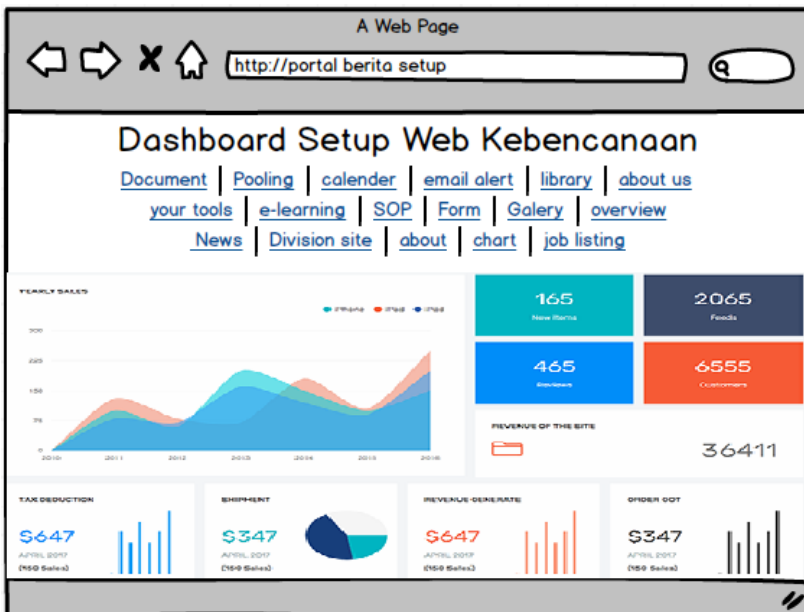 A Web Page
http://portal berita setup
Dashboard Setup Web Kebencanaan
Document Pooling calender email alert library about us
your tools e-learning SOP Form Galery overview
News Division site about chart job listing
YEARLY SALES
iPhone iPad iPod
300
225
150
75
0
2010 2011 2012 2013 2014 2015 2016
165
New Items
2065
Feeds
465
Reviews
6555
Customers
REVENUE OF THE SITE
36411
TAX DEDUCTION
$647
APRIL 2017
(150 Sales)
SHIPMENT
$347
APRIL 2017
(150 Sales)
REVENUE GENERATE
$647
APRIL 2017
(150 Sales)
ORDER GOT
$347
APRIL 2017
(150 Sales)